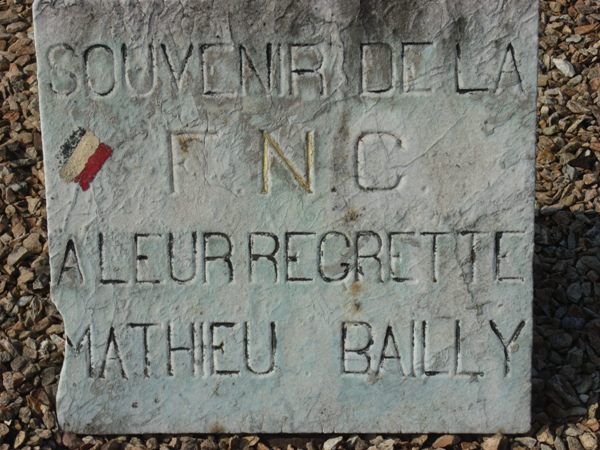 SOUVENIR DE LA
F.N.C.
A LEUR REGRETTE
MATHIEU BAILLY